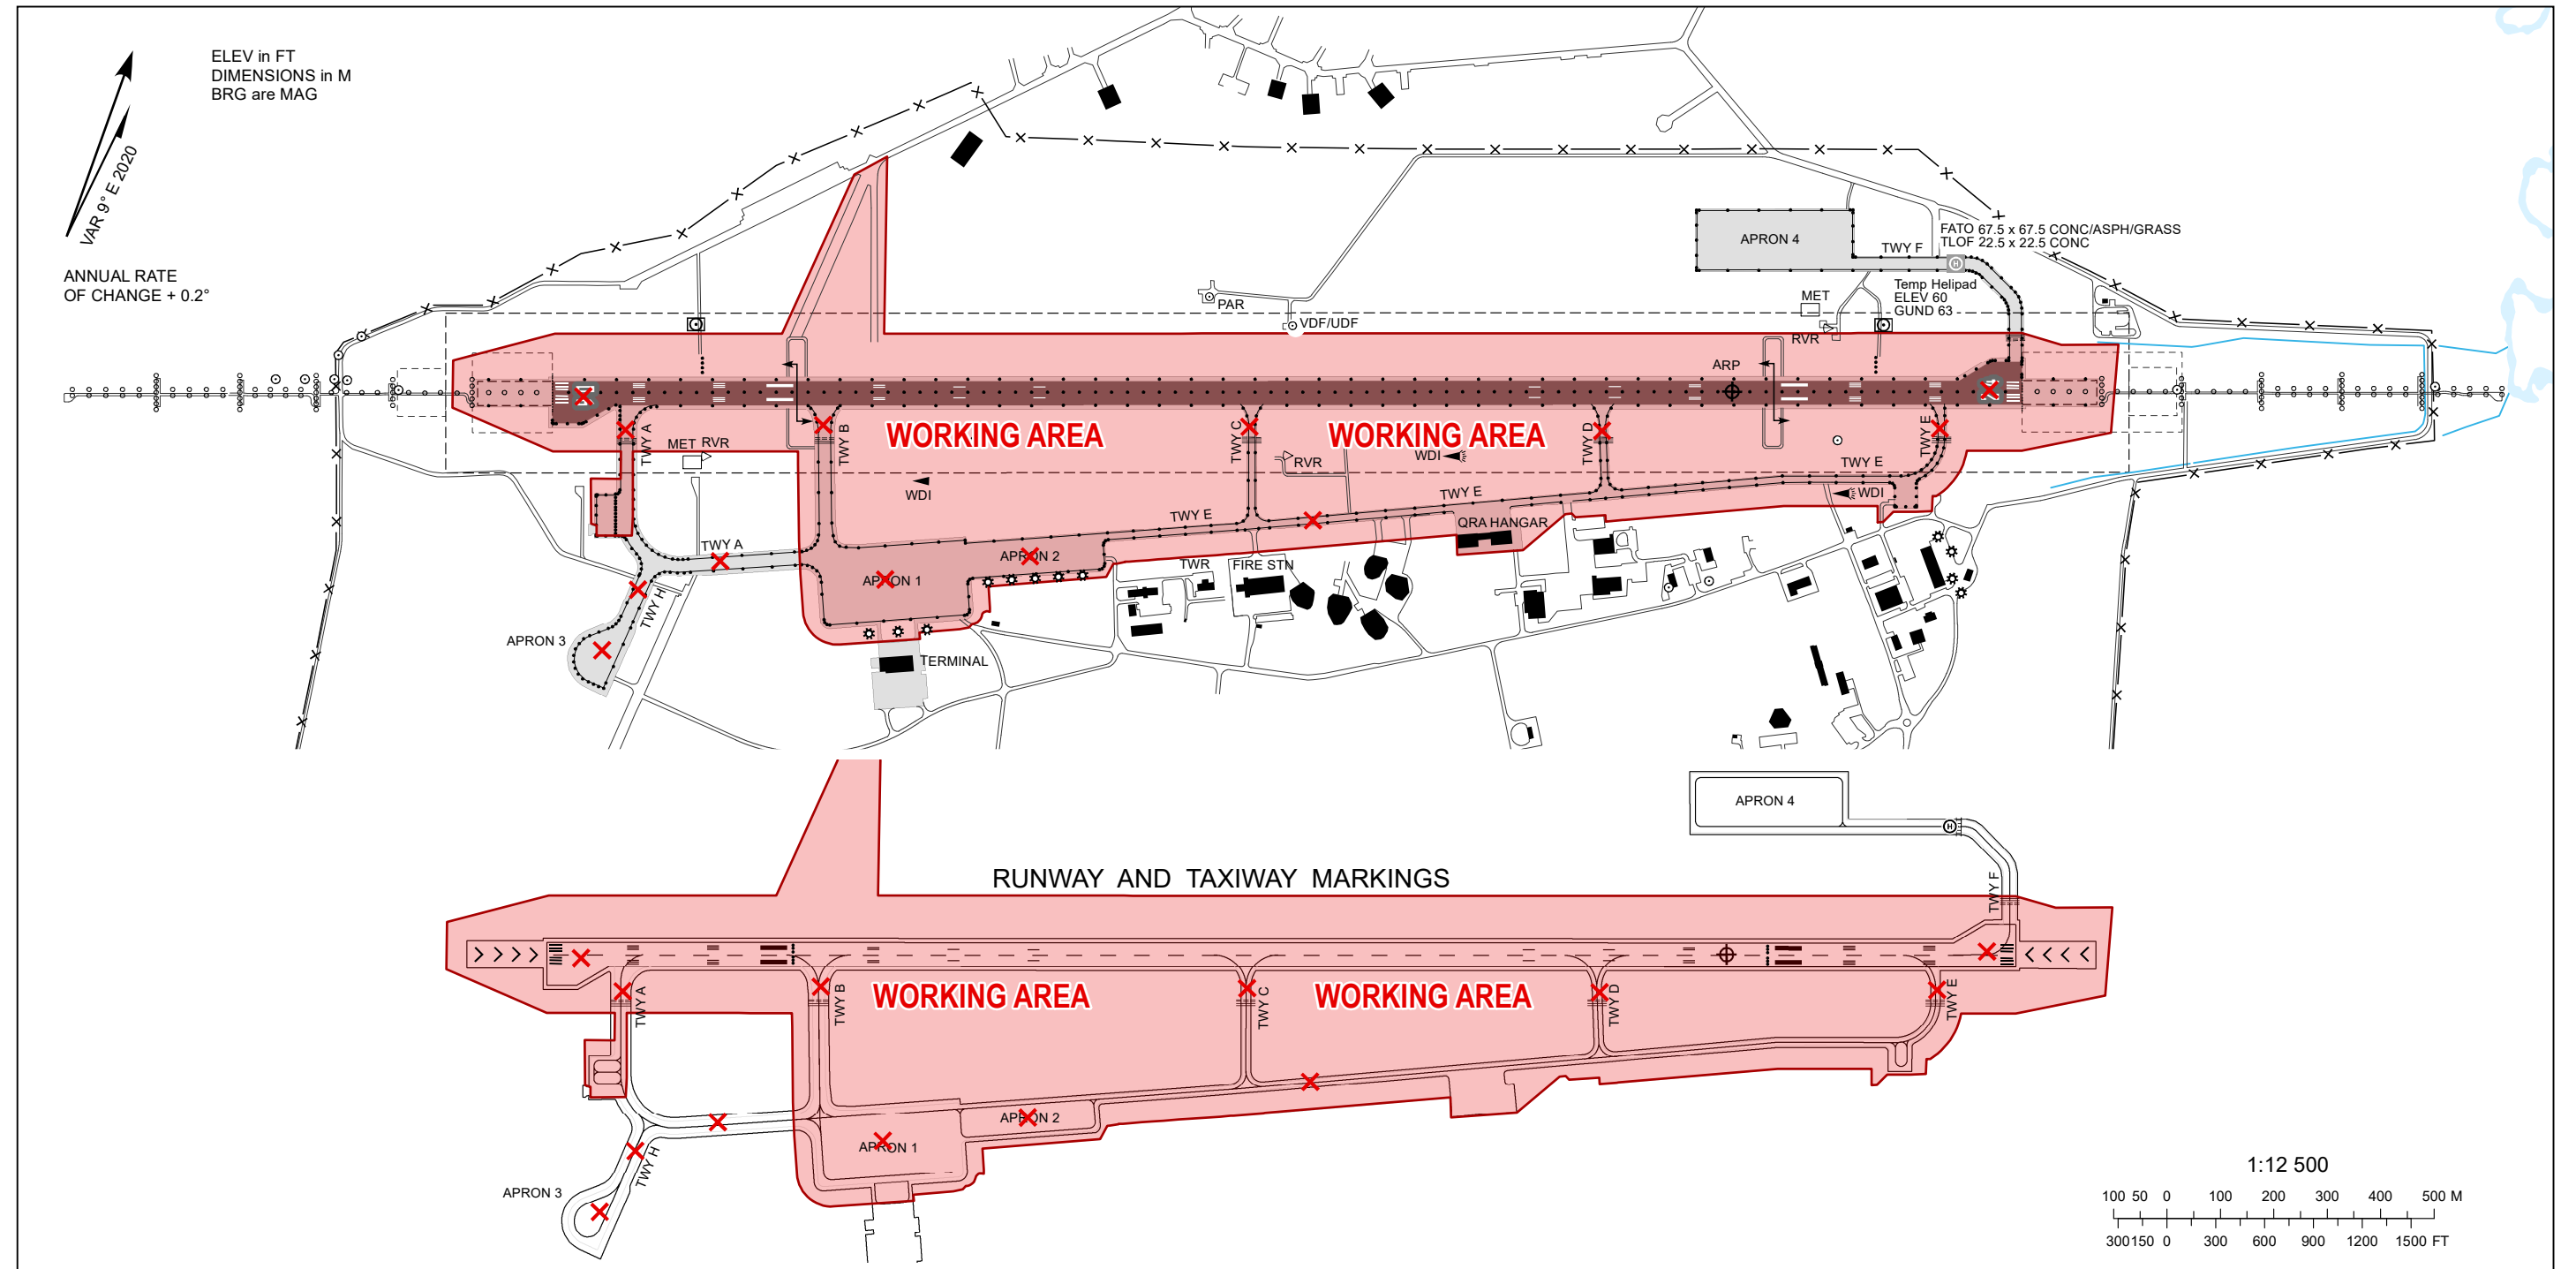 ELEV in FT
DIMENSIONS in M
BRG are MAG
VAR 9° E 2020
ANNUAL RATE
OF CHANGE + 0.2°
APRON 4
TWY F
FATO 67.5 x 67.5 CONC/ASPH/GRASS
TLOF 22.5 x 22.5 CONC
H
Temp Helipad
ELEV 60
GUND 63
MET
RVR
PAR
VDF/UDF
ARP
TWY A
MET RVR
TWY B
WORKING AREA
WORKING AREA
TWY C
TWY D
TWY E
WDI
RVR
WDI
TWY E
WDI
TWY E
TWY E
QRA HANGAR
TWY A
APRON 2
APRON 1
TWR
FIRE STN
TWY H
APRON 3
TERMINAL
APRON 4
H
RUNWAY AND TAXIWAY MARKINGS
TWY F
TWY A
TWY B
WORKING AREA
WORKING AREA
TWY C
TWY D
TWY E
APRON 2
APRON 1
TWY H
APRON 3
1:12 500
100 50 0 100 200 300 400 500 M
300 150 0 300 600 900 1200 1500 FT